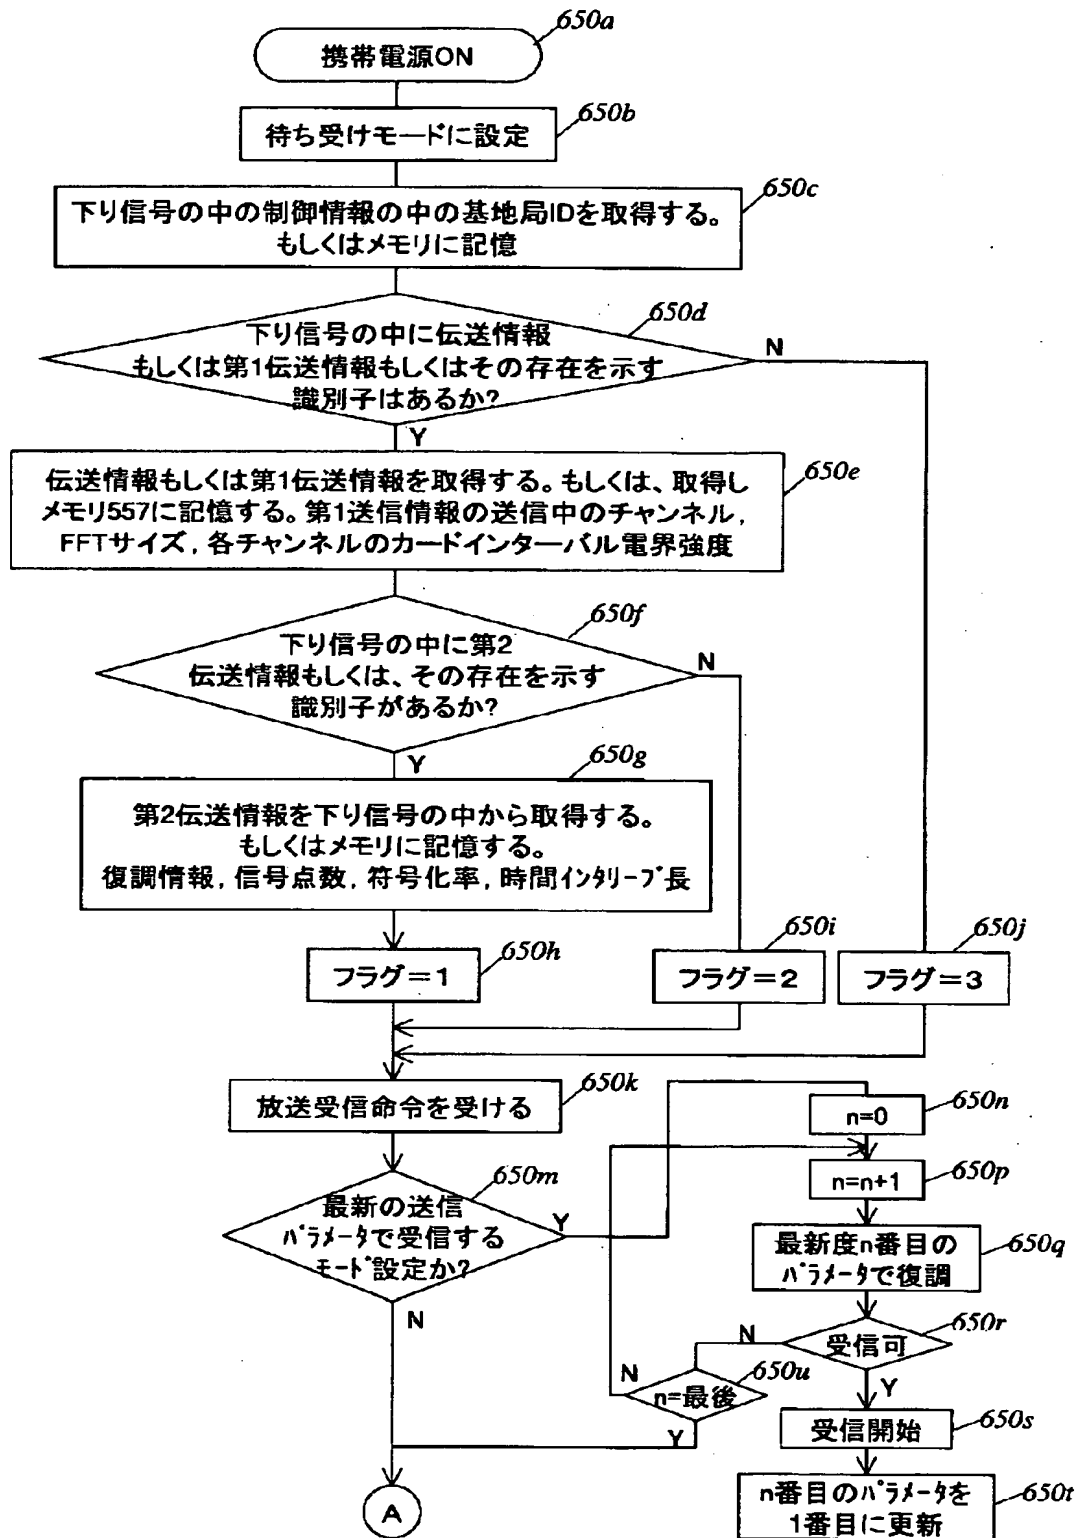 650a
携帯電源ON
650b
待ち受けモードに設定
650c
下り信号の中の制御情報の中の基地局IDを取得する。
もしくはメモリに記憶
650d
下り信号の中に伝送情報
もしくは第1伝送情報もしくはその存在を示す
識別子はあるか?
N
Y
650e
伝送情報もしくは第1伝送情報を取得する。もしくは、取得し
メモリ557に記憶する。第1送信情報の送信中のチャンネル,
FFTサイズ,各チャンネルのカードインターバル電界強度
650f
下り信号の中に第2
伝送情報もしくは、その存在を示す
識別子があるか?
N
Y
650g
第2伝送情報を下り信号の中から取得する。
もしくはメモリに記憶する。
復調情報,信号点数,符号化率,時間インタリーブ長
650h
フラグ=1
650i
フラグ=2
650j
フラグ=3
650k
放送受信命令を受ける
650m
最新の送信
パラメータで受信する
モード設定か?
Y
N
650n
n=0
650p
n=n+1
650q
最新度n番目の
パラメータで復調
650r
受信可
N
Y
650u
n=最後
N
Y
650s
受信開始
650t
n番目のパラメータを
1番目に更新
A